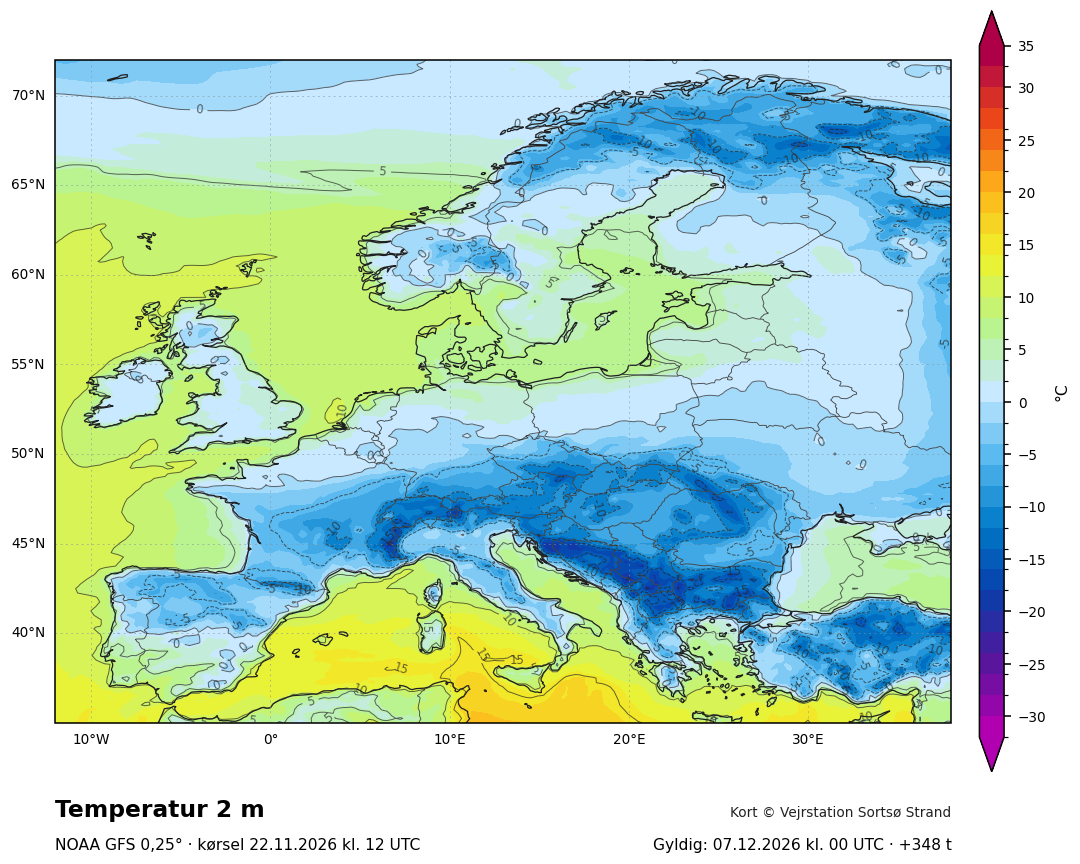 35
30
25
20
15
10
5
0
−5
−10
−15
−20
−25
−30
°C
70°N
65°N
60°N
55°N
50°N
45°N
40°N
10°W
0°
10°E
20°E
30°E
Temperatur 2 m
Kort © Vejrstation Sortsø Strand
NOAA GFS 0,25° · kørsel 22.11.2026 kl. 12 UTC
Gyldig: 07.12.2026 kl. 00 UTC · +348 t